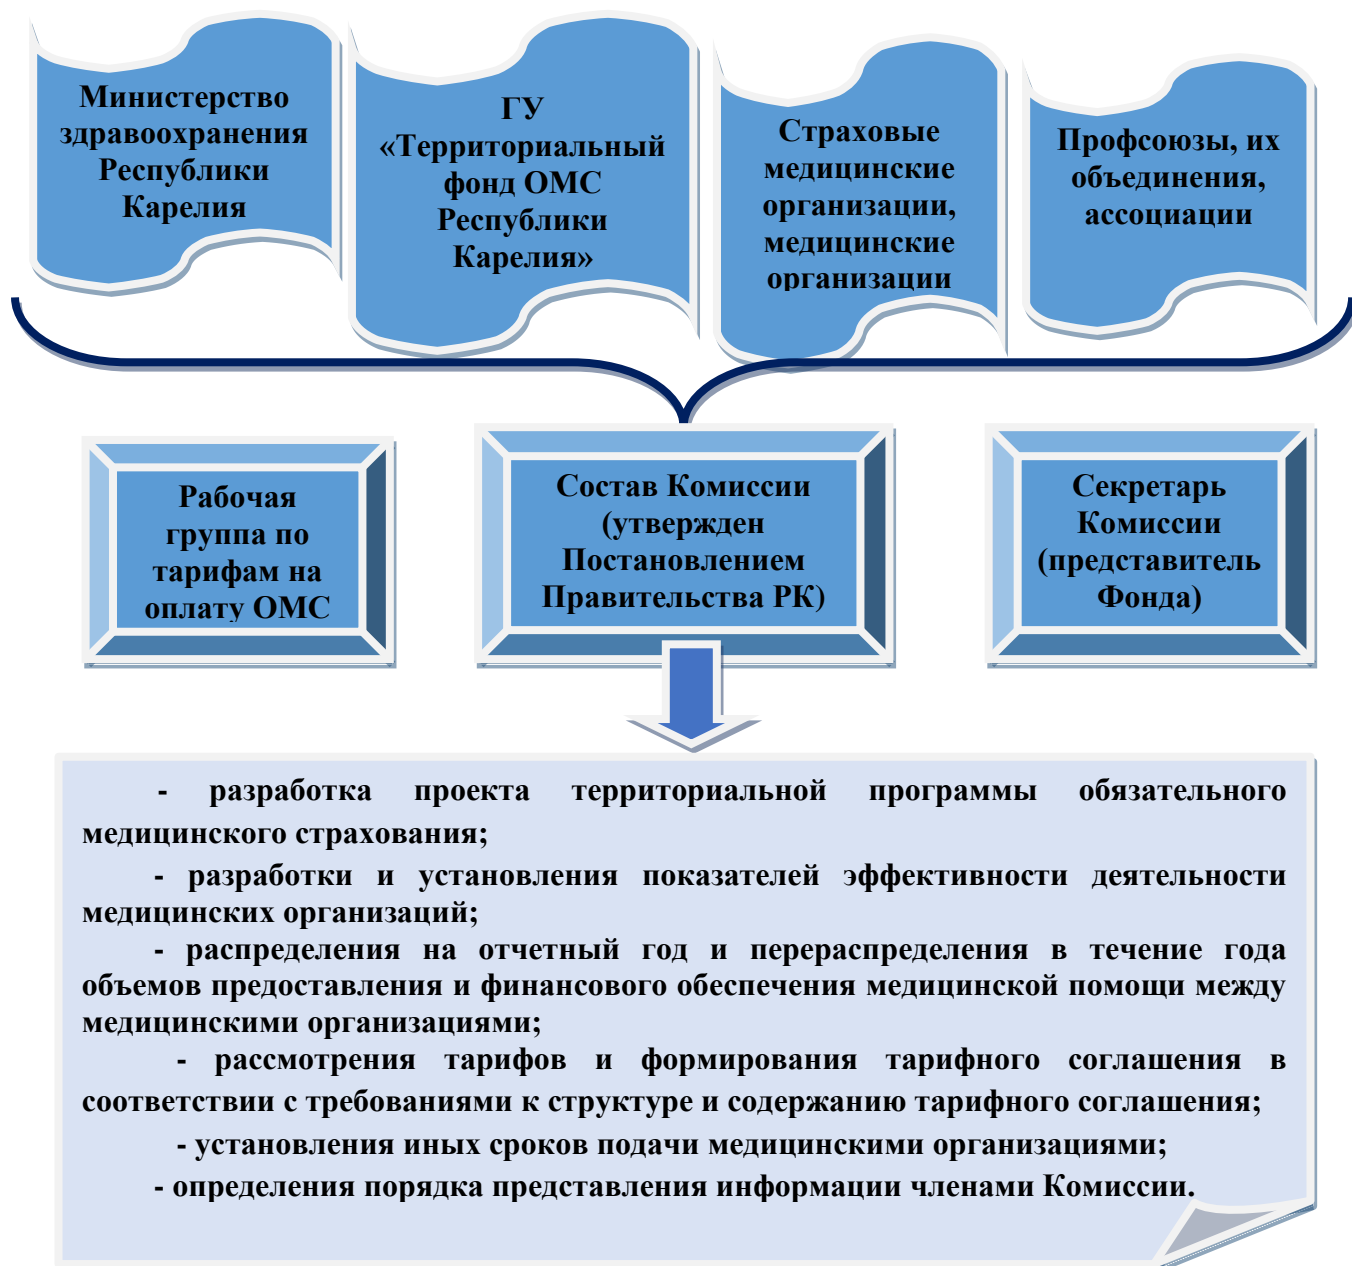 Министерство
здравоохранения
Республики
Карелия
ГУ
«Территориальный
фонд ОМС
Республики
Карелия»
Страховые
медицинские
организации,
медицинские
организации
Профсоюзы, их
объединения,
ассоциации
Рабочая
группа по
тарифам на
оплату ОМС
Состав Комиссии
(утвержден
Постановлением
Правительства РК)
Секретарь
Комиссии
(представитель
Фонда)
- разработка проекта территориальной программы обязательного
медицинского страхования;
- разработки и установления показателей эффективности деятельности
медицинских организаций;
- распределения на отчетный год и перераспределения в течение года
объемов предоставления и финансового обеспечения медицинской помощи между
медицинскими организациями;
- рассмотрения тарифов и формирования тарифного соглашения в
соответствии с требованиями к структуре и содержанию тарифного соглашения;
- установления иных сроков подачи медицинскими организациями;
- определения порядка представления информации членами Комиссии.